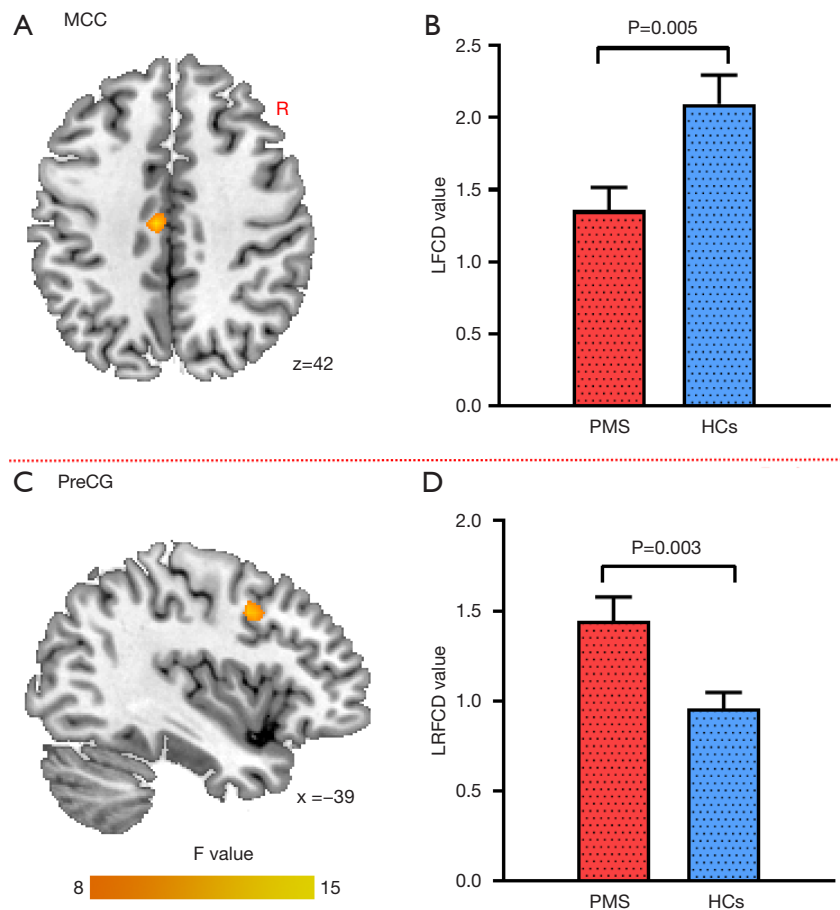 A MCC
R
z=42
B
P=0.005
LFCD value
2.5
2.0
1.5
1.0
0.5
0.0
PMS HCs
C PreCG
x =−39
F value
8 15
D
P=0.003
LRFCD value
2.0
1.5
1.0
0.5
0.0
PMS HCs